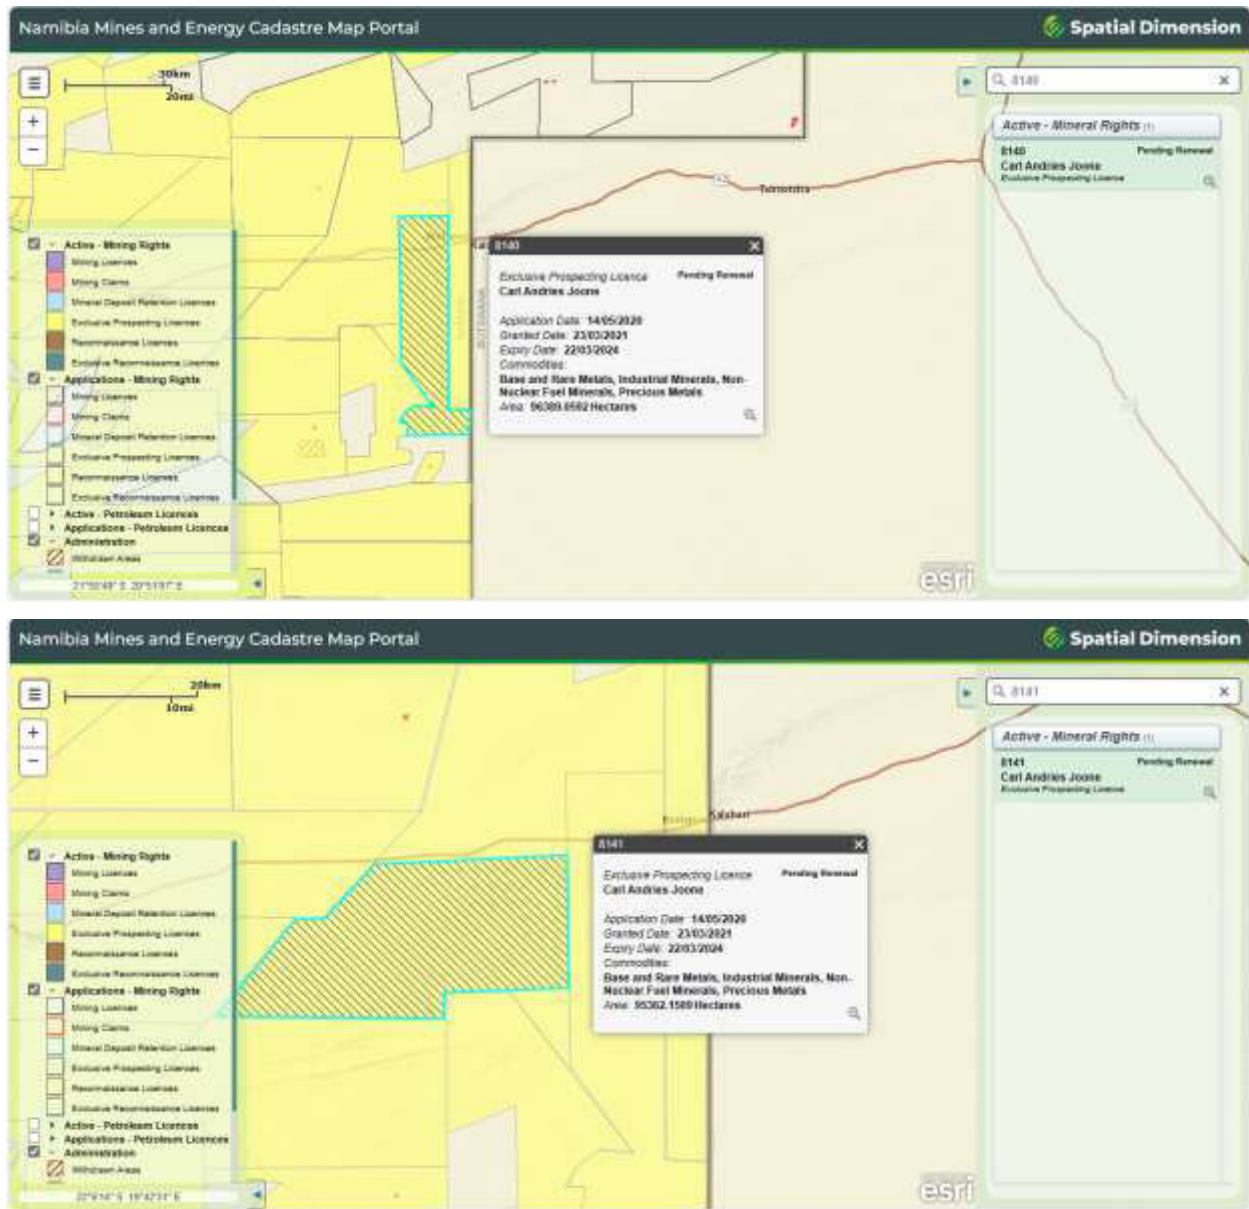 Namibia Mines and Energy Cadastre Map Portal
Spatial Dimension
30km
20mi
8140
Active - Mineral Rights (1)
8140 Pending Renewal
Carl Andries Joone
Exclusive Prospecting Licence
Tsootsha
8140
Exclusive Prospecting Licence Pending Renewal
Carl Andries Joone
Application Date: 14/05/2020
Granted Date: 23/03/2021
Expiry Date: 22/03/2024
Commodities:
Base and Rare Metals, Industrial Minerals, Non-
Nuclear Fuel Minerals, Precious Metals
BOTSWANA
Active - Mining Rights
Mining Licences
Mining Claims
Mineral Deposit Retention Licences
Exclusive Prospecting Licences
Reconnaissance Licences
Exclusive Reconnaissance Licences
Applications - Mining Rights
Mining Licences
Mining Claims
Mineral Deposit Retention Licences
Exclusive Prospecting Licences
Reconnaissance Licences
Exclusive Reconnaissance Licences
Active - Petroleum Licences
Applications - Petroleum Licences
Administration
Withdrawn Areas
esri
Namibia Mines and Energy Cadastre Map Portal
Spatial Dimension
20km
10mi
8141
Active - Mineral Rights (1)
8141 Pending Renewal
Carl Andries Joone
Exclusive Prospecting Licence
8141
Exclusive Prospecting Licence Pending Renewal
Carl Andries Joone
Application Date: 14/05/2020
Granted Date: 23/03/2021
Expiry Date: 22/03/2024
Commodities:
Base and Rare Metals, Industrial Minerals, Non-
Nuclear Fuel Minerals, Precious Metals
Area: 95362.1589 Hectares
Active - Mining Rights
Mining Licences
Mining Claims
Mineral Deposit Retention Licences
Exclusive Prospecting Licences
Reconnaissance Licences
Exclusive Reconnaissance Licences
Applications - Mining Rights
Mining Licences
Mining Claims
Mineral Deposit Retention Licences
Exclusive Prospecting Licences
Reconnaissance Licences
Exclusive Reconnaissance Licences
Active - Petroleum Licences
Applications - Petroleum Licences
Administration
Withdrawn Areas
esri